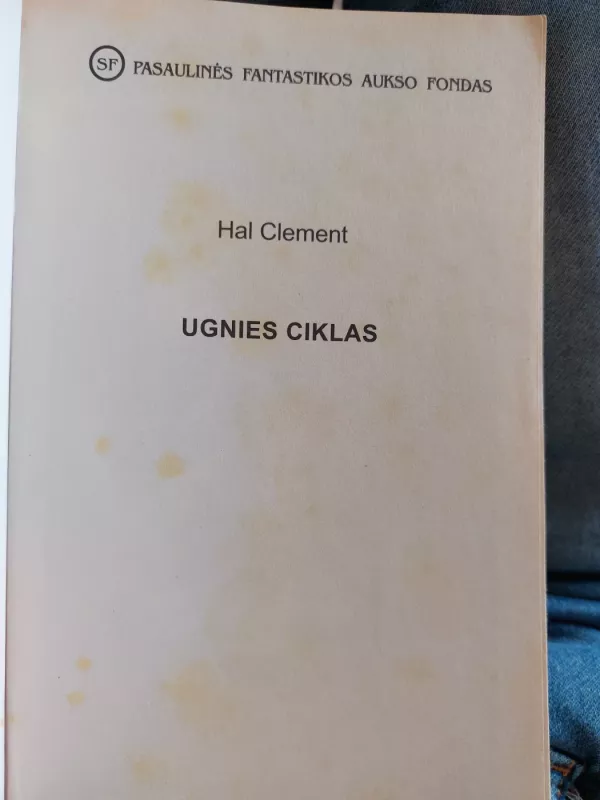 SF PASAULINĖS FANTASTIKOS AUKSO FONDAS
Hal Clement
UGNIES CIKLAS